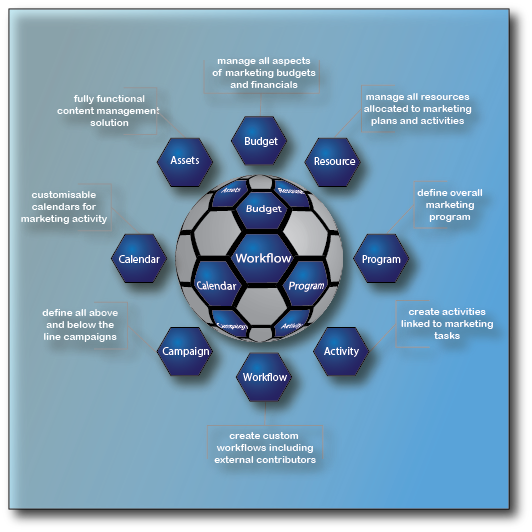 manage all aspects
of marketing budgets
and financials
fully functional
content management
solution
manage all resources
allocated to marketing
plans and activities
Budget
Assets
Resource
Assets
Resource
Budget
customisable
calendars for
marketing activity
define overall
marketing
program
Calendar
Workflow
Program
Calendar
Program
define all above
and below the
line campaigns
create activities
linked to marketing
tasks
Campaign
Activity
Campaign
Activity
Workflow
create custom
workflows including
external contributors